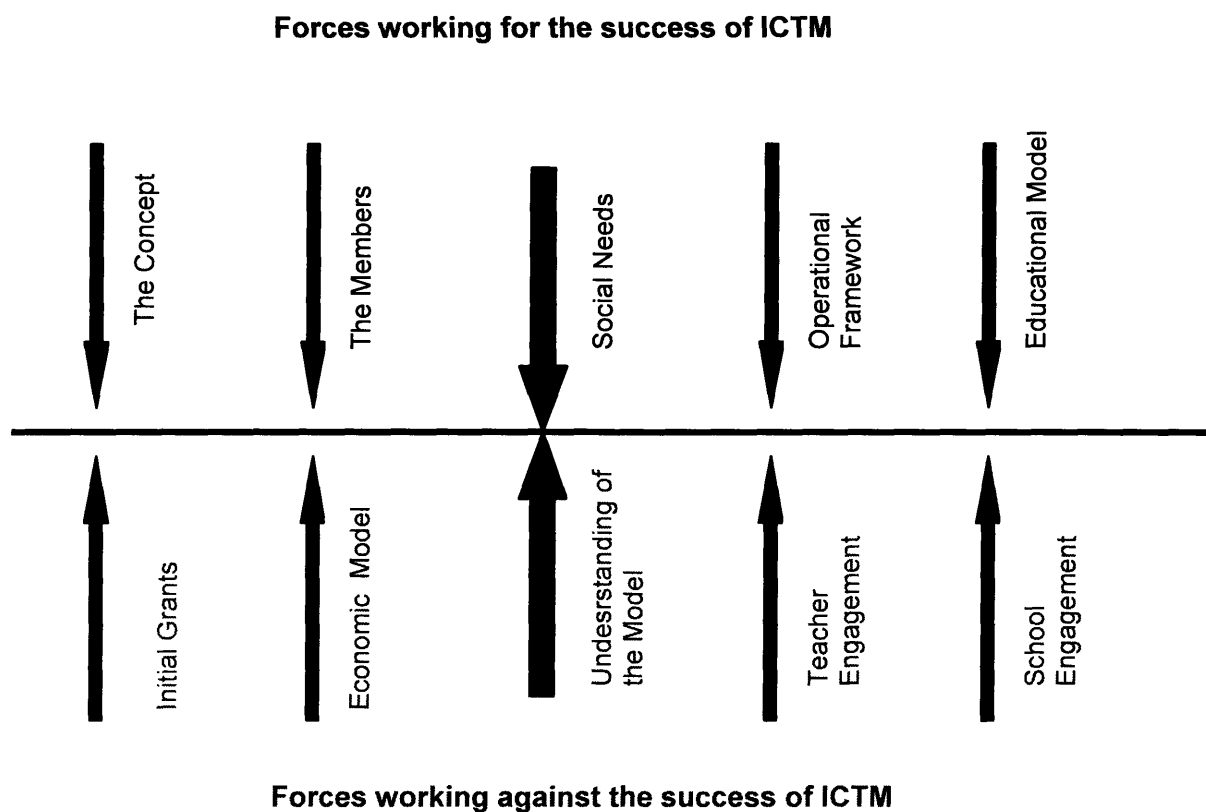 Forces working for the success of ICTM
The Concept
The Members
Social Needs
Operational
Framework
Educational Model
Initial Grants
Economic Model
Undesrstanding of
the Model
Teacher
Engagement
School
Engagement
Forces working against the success of ICTM